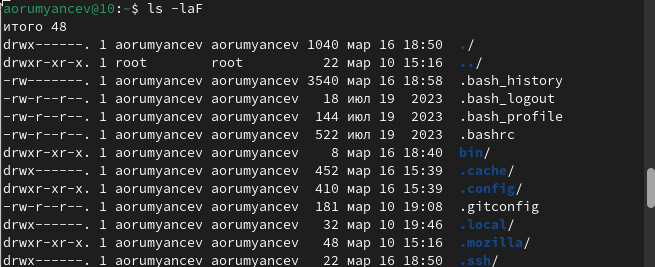 aorumyancev@10:~$ ls -laF
итого 48
drwx------. 1 aorumyancev aorumyancev 1040 мар 16 18:50 ./
drwxr-xr-x. 1 root        root          22 мар 10 15:16 ../
-rw-------. 1 aorumyancev aorumyancev 3540 мар 16 18:58 .bash_history
-rw-r--r--. 1 aorumyancev aorumyancev   18 июл 19  2023 .bash_logout
-rw-r--r--. 1 aorumyancev aorumyancev  144 июл 19  2023 .bash_profile
-rw-r--r--. 1 aorumyancev aorumyancev  522 июл 19  2023 .bashrc
drwxr-xr-x. 1 aorumyancev aorumyancev    8 мар 16 18:40 bin/
drwx------. 1 aorumyancev aorumyancev  452 мар 16 15:39 .cache/
drwxr-xr-x. 1 aorumyancev aorumyancev  410 мар 16 15:39 .config/
-rw-r--r--. 1 aorumyancev aorumyancev  181 мар 10 19:08 .gitconfig
drwx------. 1 aorumyancev aorumyancev   32 мар 10 19:46 .local/
drwxr-xr-x. 1 aorumyancev aorumyancev   48 мар 10 15:16 .mozilla/
drwx------. 1 aorumyancev aorumyancev   22 мар 16 18:50 .ssh/